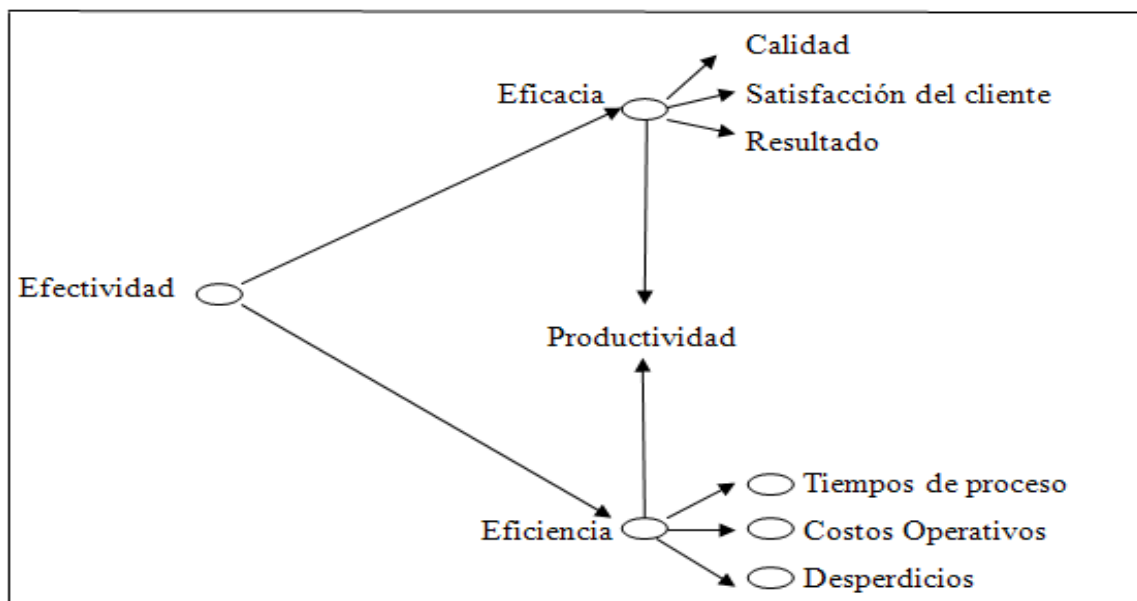 Calidad
Eficacia
Satisfacción del cliente
Resultado
Efectividad
Productividad
Tiempos de proceso
Eficiencia
Costos Operativos
Desperdicios